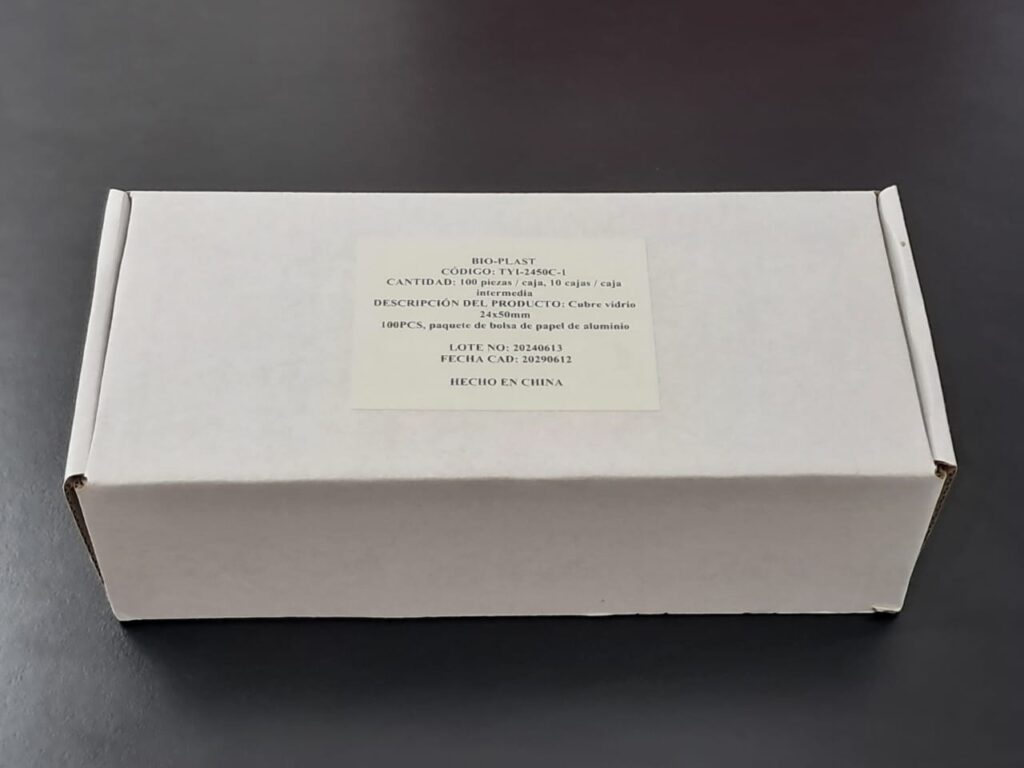 BIO-PLAST
CÓDIGO: TYI-2450C-1
CANTIDAD: 100 piezas / caja, 10 cajas / caja
intermedia
DESCRIPCIÓN DEL PRODUCTO: Cubre vidrio
24x50mm
100PCS, paquete de bolsa de papel de aluminio
LOTE NO: 20240613
FECHA CAD: 20290612
HECHO EN CHINA